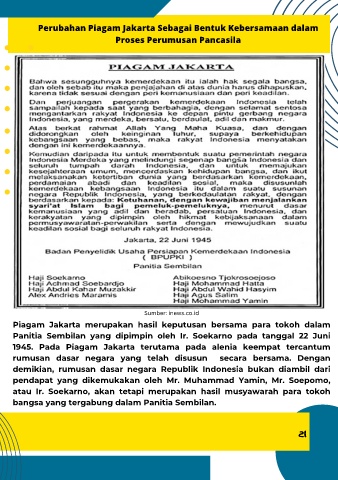 Perubahan Piagam Jakarta Sebagai Bentuk Kebersamaan dalam
Proses Perumusan Pancasila
PIAGAM JAKARTA
Bahwa sesungguhnya kemerdekaan itu ialah hak segala bangsa,
dan oleh sebab itu maka penjajahan di atas dunia harus dihapuskan,
karena tidak sesuai dengan peri kemanusiaan dan peri keadilan.
Dan perjuangan pergerakan kemerdekaan Indonesia telah
sampailah kepada saat yang berbahagia, dengan selamat sentosa
mengantarkan rakyat Indonesia ke depan pintu gerbang negara
Indonesia, yang merdeka, bersatu, berdaulat, adil dan makmur.
Atas berkat rahmat Allah Yang Maha Kuasa, dan dengan
didorongkan oleh keinginan luhur, supaya berkehidupan
kebangsaan yang bebas, maka rakyat Indonesia menyatakan
dengan ini kemerdekaannya.
Kemudian daripada itu untuk membentuk suatu pemerintah negara
Indonesia Merdeka yang melindungi segenap bangsa Indonesia dan
seluruh tumpah darah Indonesia, dan untuk memajukan
kesejahteraan umum, mencerdaskan kehidupan bangsa, dan ikut
melaksanakan ketertiban dunia yang berdasarkan kemerdekaan,
perdamaian abadi dan keadilan sosial, maka disusunlah
kemerdekaan kebangsaan Indonesia itu dalam suatu susunan
negara Republik Indonesia, yang berkedaulatan rakyat, dengan
berdasarkan kepada: Ketuhanan, dengan kewajiban menjalankan
syari'at Islam bagi pemeluk-pemeluknya, menurut dasar
kemanusiaan yang adil dan beradab, persatuan Indonesia, dan
kerakyatan yang dipimpin oleh hikmat kebijaksanaan dalam
permusyawaratan-perwakilan serta dengan mewujudkan suatu
keadilan sosial bagi seluruh rakyat Indonesia.
Jakarta, 22 Juni 1945
Badan Penyelidik Usaha Persiapan Kemerdekaan Indonesia
( BPUPKI )
Panitia Sembilan
Haji Soekarno Abikoesno Tjokrosoejoso
Haji Achmad Soebardjo Haji Mohammad Hatta
Haji Abdul Kahar Muzakkir Haji Abdul Wahid Hasyim
Alex Andries Maramis Haji Agus Salim
Haji Mohammad Yamin
Sumber: inews.co.id
Piagam Jakarta merupakan hasil keputusan bersama para tokoh dalam
Panitia Sembilan yang dipimpin oleh Ir. Soekarno pada tanggal 22 Juni
1945. Pada Piagam Jakarta terutama pada alenia keempat tercantum
rumusan dasar negara yang telah disusun secara bersama. Dengan
demikian, rumusan dasar negara Republik Indonesia bukan diambil dari
pendapat yang dikemukakan oleh Mr. Muhammad Yamin, Mr. Soepomo,
atau Ir. Soekarno, akan tetapi merupakan hasil musyawarah para tokoh
bangsa yang tergabung dalam Panitia Sembilan.
21